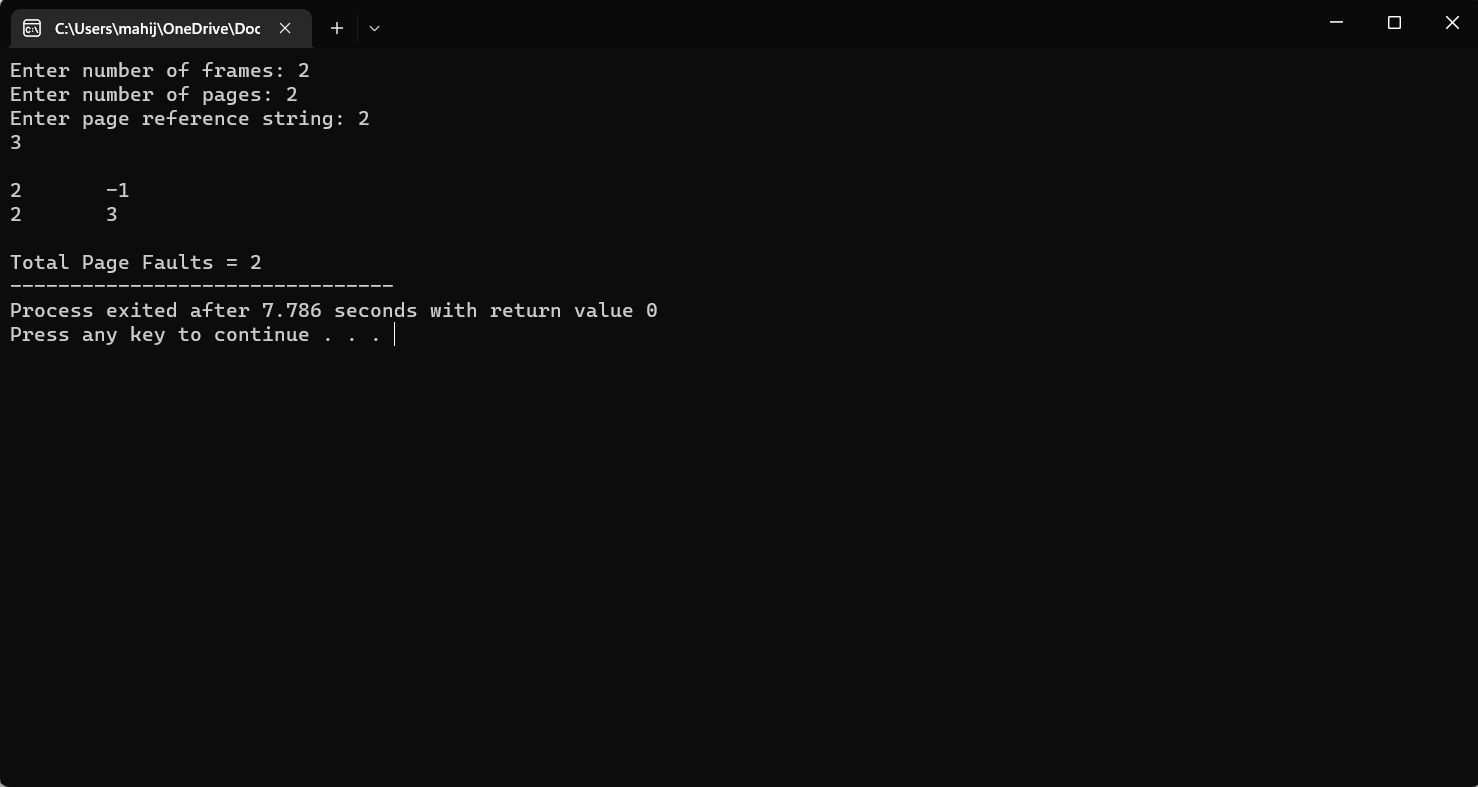 C:\Users\mahij\OneDrive\Doc
Enter number of frames: 2
Enter number of pages: 2
Enter page reference string: 2
3
2 -1
2 3
Total Page Faults = 2
--------------------------------
Process exited after 7.786 seconds with return value 0
Press any key to continue . . .